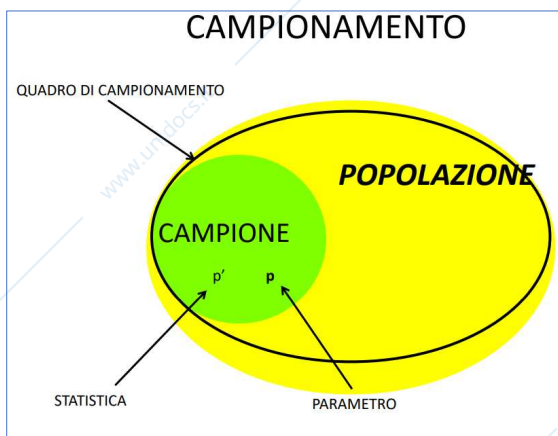 CAMPIONAMENTO
QUADRO DI CAMPIONAMENTO
POPOLAZIONE
CAMPIONE
p' p
STATISTICA
PARAMETRO